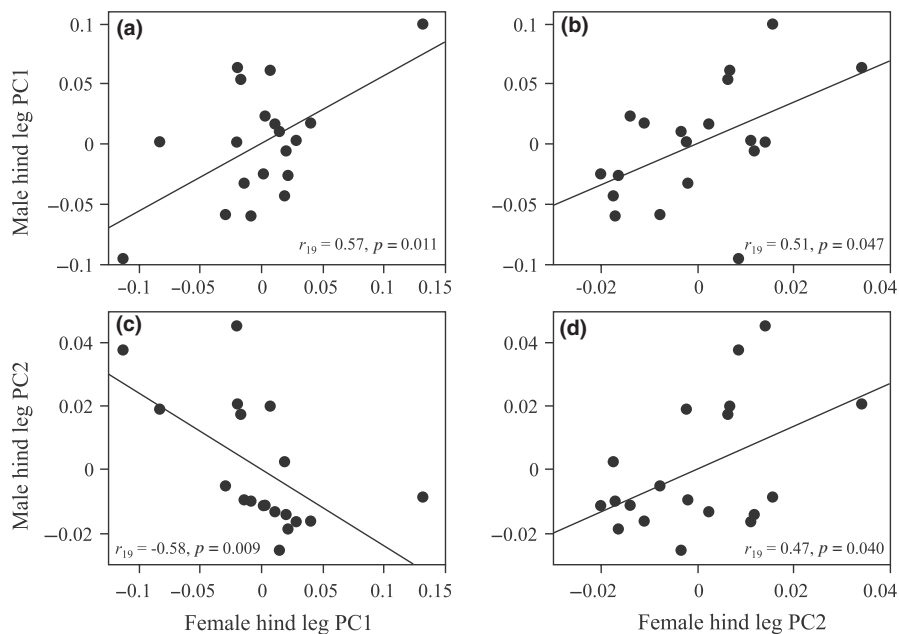 (a)
(b)
0.1
0.05
0
−0.05
−0.1
Male hind leg PC1
r19 = 0.57, p = 0.011
r19 = 0.51, p = 0.047
−0.1 −0.05 0 0.05 0.1 0.15
-0.02 0 0.02 0.04
(c)
(d)
0.04
0.02
0
−0.02
Male hind leg PC2
r19 = -0.58, p = 0.009
r19 = 0.47, p = 0.040
−0.1 −0.05 0 0.05 0.1 0.15
−0.02 0 0.02 0.04
Female hind leg PC1
Female hind leg PC2